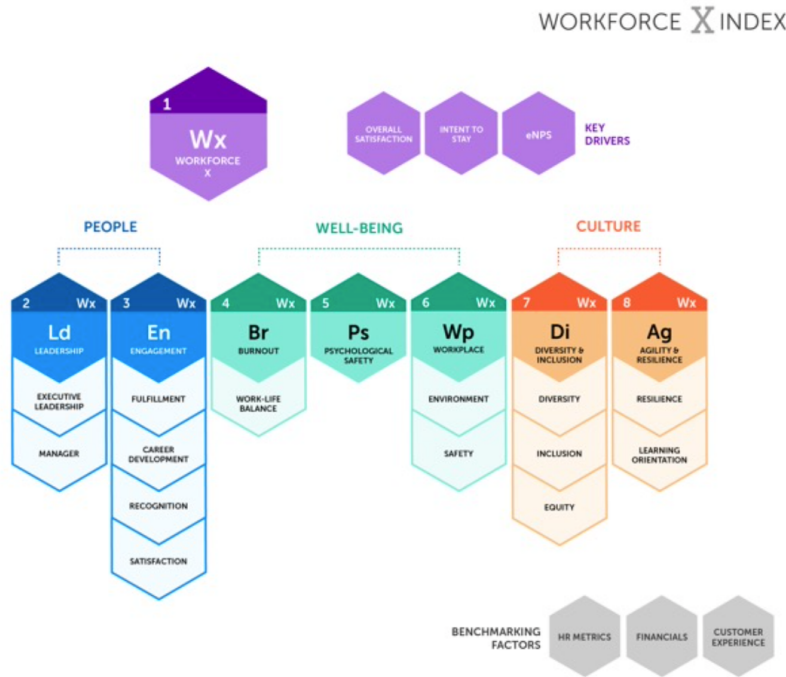 WORKFORCE X INDEX
1
Wx
WORKFORCE
X
OVERALL
SATISFACTION
INTENT TO
STAY
eNPS
KEY
DRIVERS
PEOPLE
WELL-BEING
CULTURE
2 Wx
Ld
LEADERSHIP
EXECUTIVE
LEADERSHIP
MANAGER
3 Wx
En
ENGAGEMENT
FULFILLMENT
CAREER
DEVELOPMENT
RECOGNITION
SATISFACTION
4 Wx
Br
BURNOUT
WORK-LIFE
BALANCE
5 Wx
Ps
PSYCHOLOGICAL
SAFETY
6 Wx
Wp
WORKPLACE
ENVIRONMENT
SAFETY
7 Wx
Di
DIVERSITY &
INCLUSION
DIVERSITY
INCLUSION
EQUITY
8 Wx
Ag
AGILITY &
RESILIENCE
RESILIENCE
LEARNING
ORIENTATION
BENCHMARKING
FACTORS
HR METRICS
FINANCIALS
CUSTOMER
EXPERIENCE